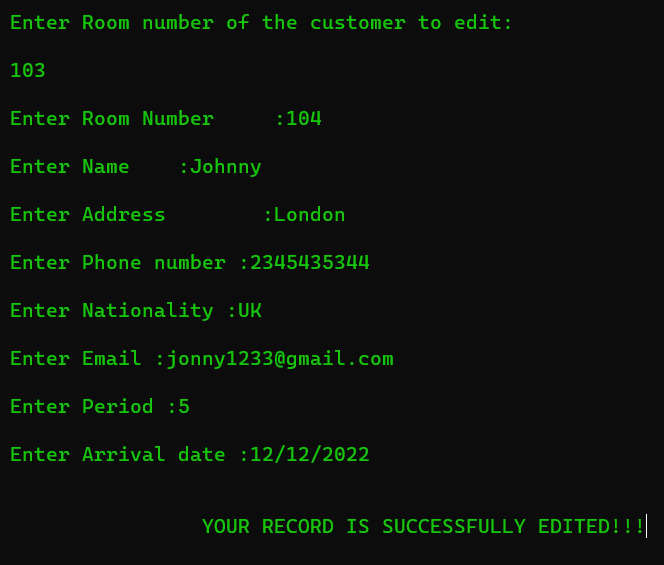 Enter Room number of the customer to edit:
103
Enter Room Number     :104
Enter Name    :Johnny
Enter Address        :London
Enter Phone number :2345435344
Enter Nationality :UK
Enter Email :jonny1233@gmail.com
Enter Period :5
Enter Arrival date :12/12/2022
YOUR RECORD IS SUCCESSFULLY EDITED!!!